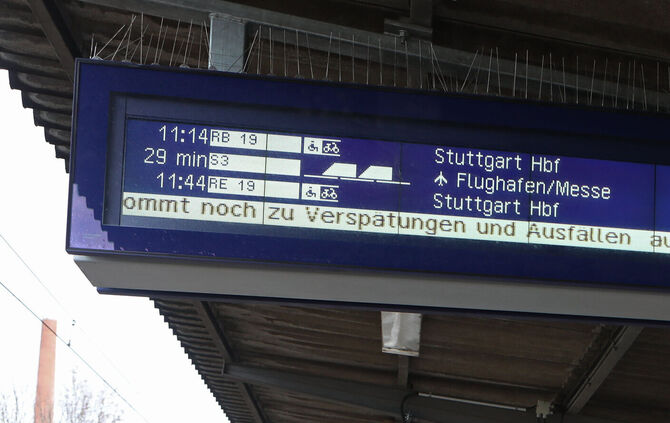 11:14 RB 19 Stuttgart Hbf
29 min S3 Flughafen/Messe
11:44 RE 19 Stuttgart Hbf
ommt noch zu Verspätungen und Ausfällen au